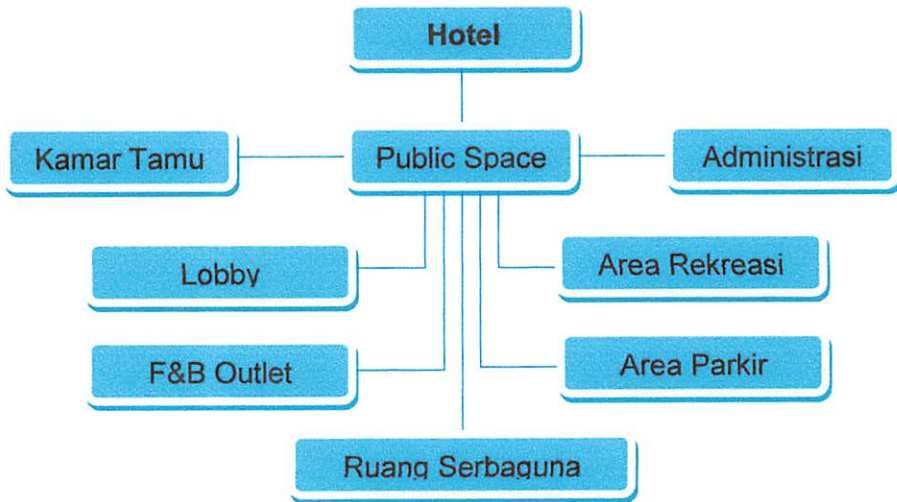 Hotel
Kamar Tamu
Public Space
Administrasi
Lobby
Area Rekreasi
F&B Outlet
Area Parkir
Ruang Serbaguna